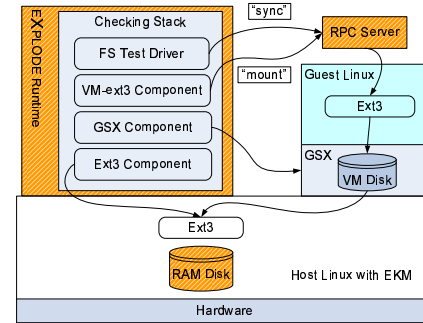 EXPLODE Runtime
Checking Stack
FS Test Driver
VM-ext3 Component
GSX Component
Ext3 Component
"sync"
"mount"
RPC Server
Guest Linux
Ext3
GSX
VM Disk
Ext3
RAM Disk
Host Linux with EKM
Hardware